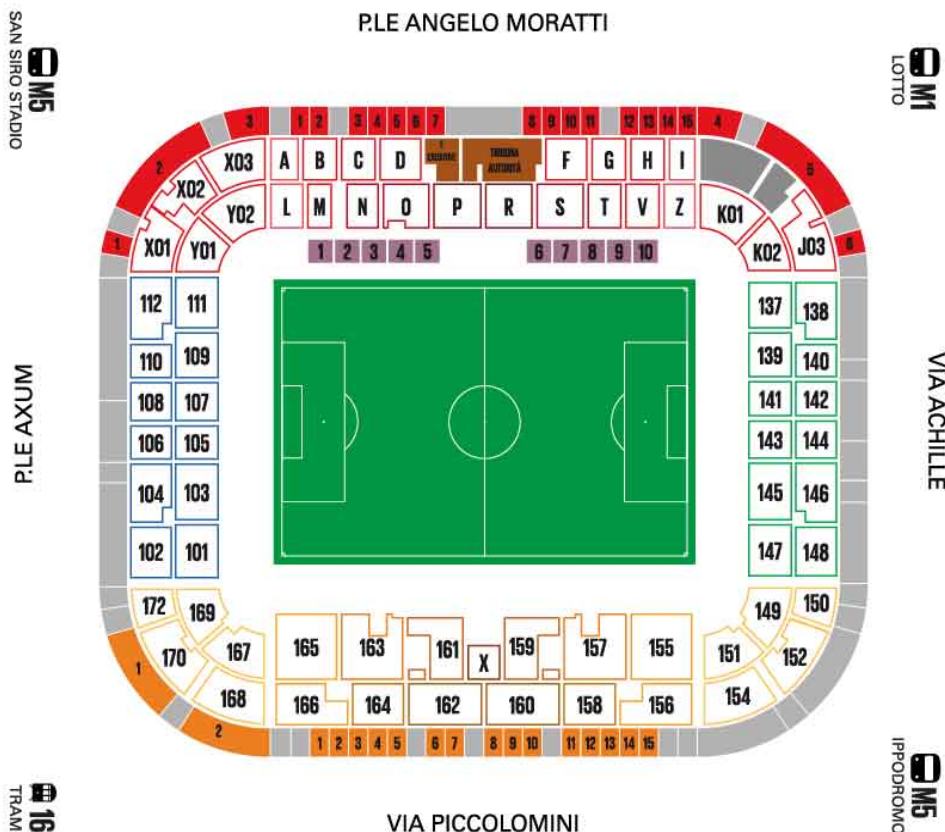 P.LE ANGELO MORATTI
SAN SIRO STADIO
M5
M1
LOTTO
1 2 3 4 5 6 7 8 9 10 11 12 13 14 15
3 4
2 5
1 6
X03 A B C D
TRIBUNA AUTORITÀ
F G H I
X02
X01 Y01 Y02
L M N O P R S T V Z
K01
K02 J03
1 2 3 4 5 6 7 8 9 10
112 111 137 138
110 109 139 140
108 107 141 142
106 105 143 144
104 103 145 146
102 101 147 148
P.LE AXUM
VIA ACHILLE
172 169 149 150
170 167 165 163 161 X 159 157 155 151 152
168 166 164 162 160 158 156 154
1
2
1 2 3 4 5 6 7 8 9 10 11 12 13 14 15
16
TRAM
VIA PICCOLOMINI
M5
IPPODROMO